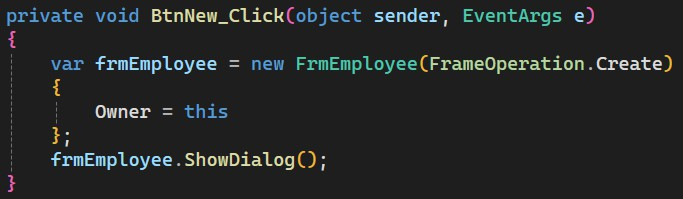 private void BtnNew_Click(object sender, EventArgs e)
{
    var frmEmployee = new FrmEmployee(FrameOperation.Create)
    {
        Owner = this
    };
    frmEmployee.ShowDialog();
}